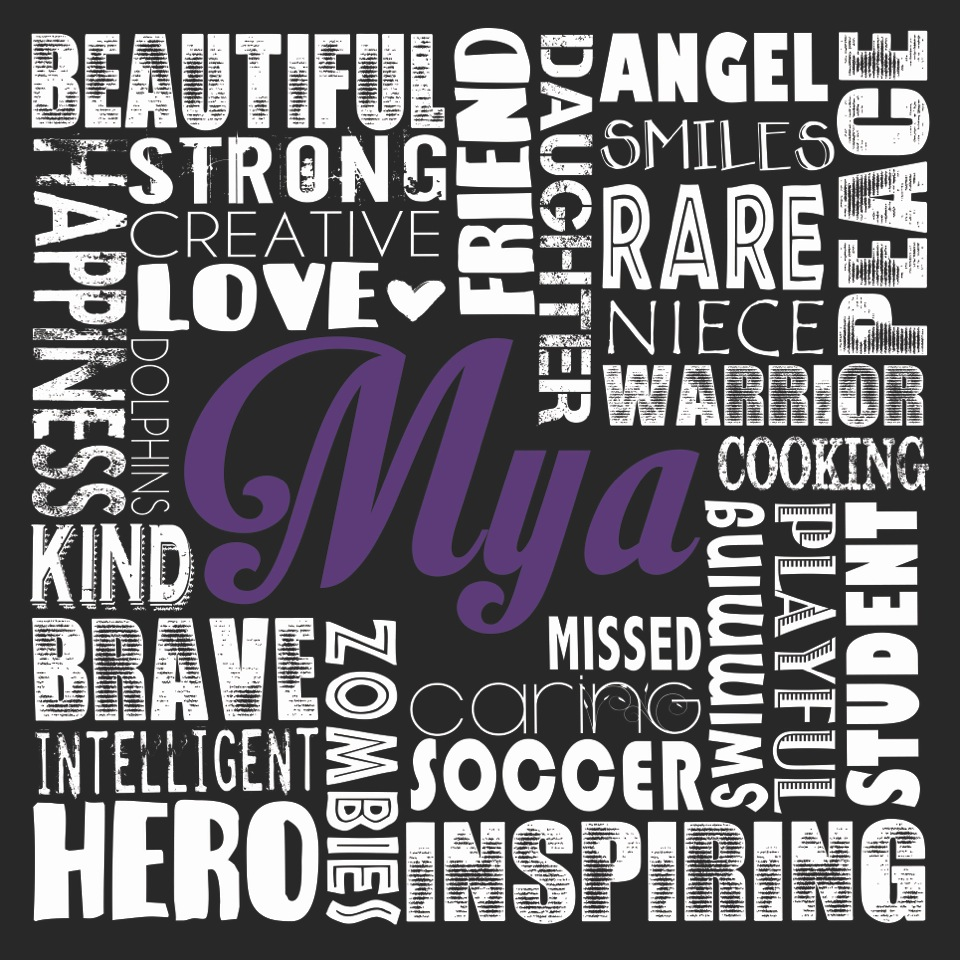 BEAUTIFUL
FRIEND
DAUGHTER
ANGEL
PEACE
HAPPINESS
STRONG
SMILES
CREATIVE
RARE
LOVE
NIECE
DOLPHINS
Mya
WARRIOR
COOKING
KIND
swimming
PLAYFUL
STUDENT
BRAVE
ZOMBIES
MISSED
caring
INTELLIGENT
SOCCER
HERO
INSPIRING